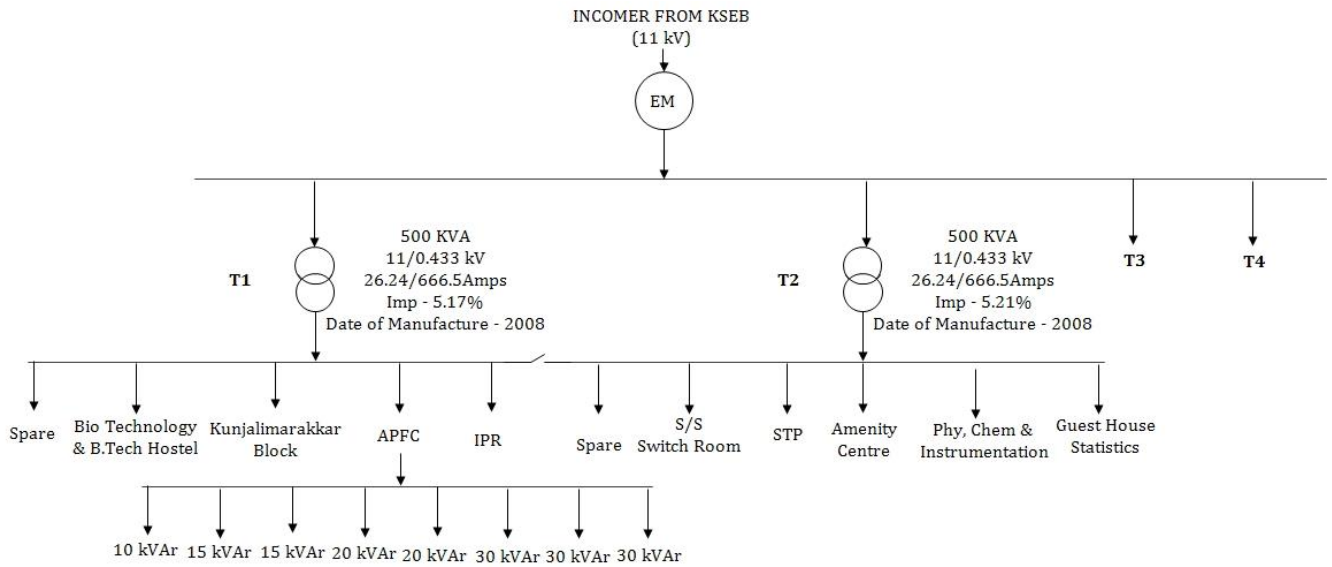 INCOMER FROM KSEB
(11 kV)
EM
T1
500 KVA
11/0.433 kV
26.24/666.5Amps
Imp - 5.17%
Date of Manufacture - 2008
T2
500 KVA
11/0.433 kV
26.24/666.5Amps
Imp - 5.21%
Date of Manufacture - 2008
T3
T4
Spare
Bio Technology
& B.Tech Hostel
Kunjalimarakkar
Block
APFC
IPR
Spare
S/S
Switch Room
STP
Amenity
Centre
Phy, Chem &
Instrumentation
Guest House
Statistics
10 kVAr
15 kVAr
15 kVAr
20 kVAr
20 kVAr
30 kVAr
30 kVAr
30 kVAr